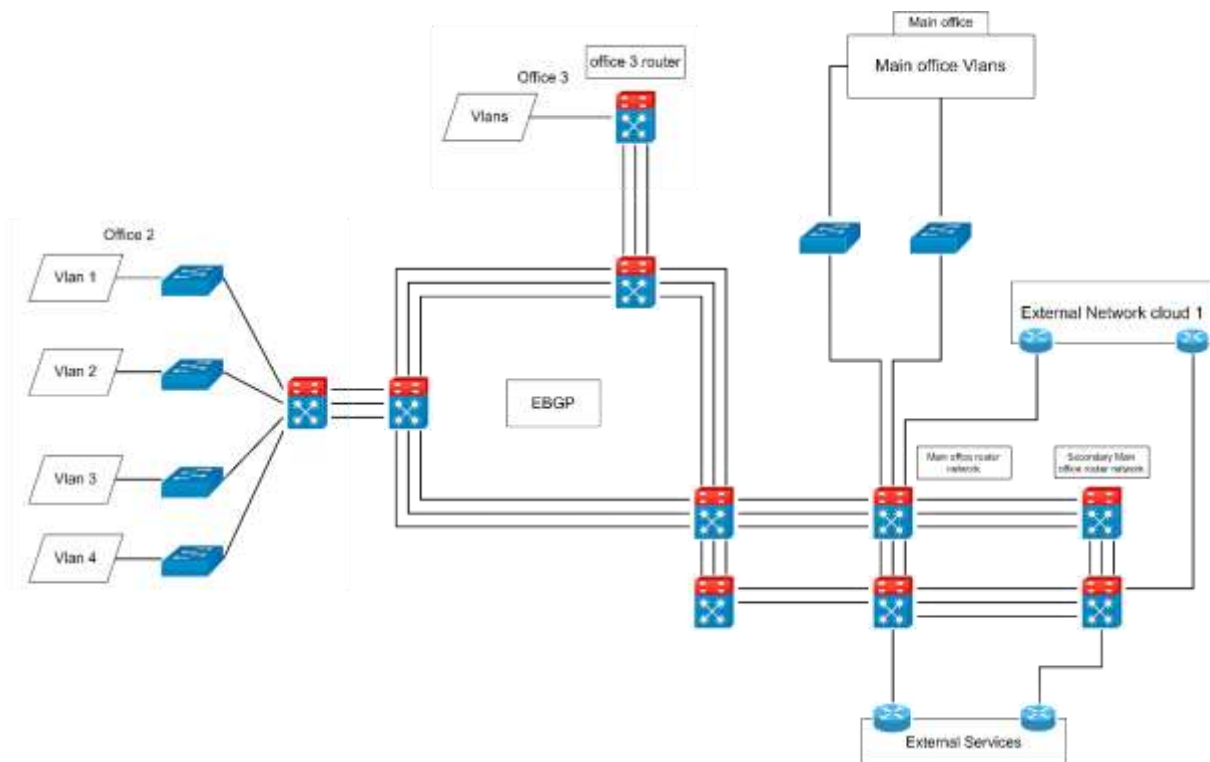 Main office
Main office Vlans
office 3 router
Office 3
Vlans
Office 2
Vlan 1
Vlan 2
Vlan 3
Vlan 4
EBGP
External Network cloud 1
Main office router
network
Secondary Main
office router network
External Services